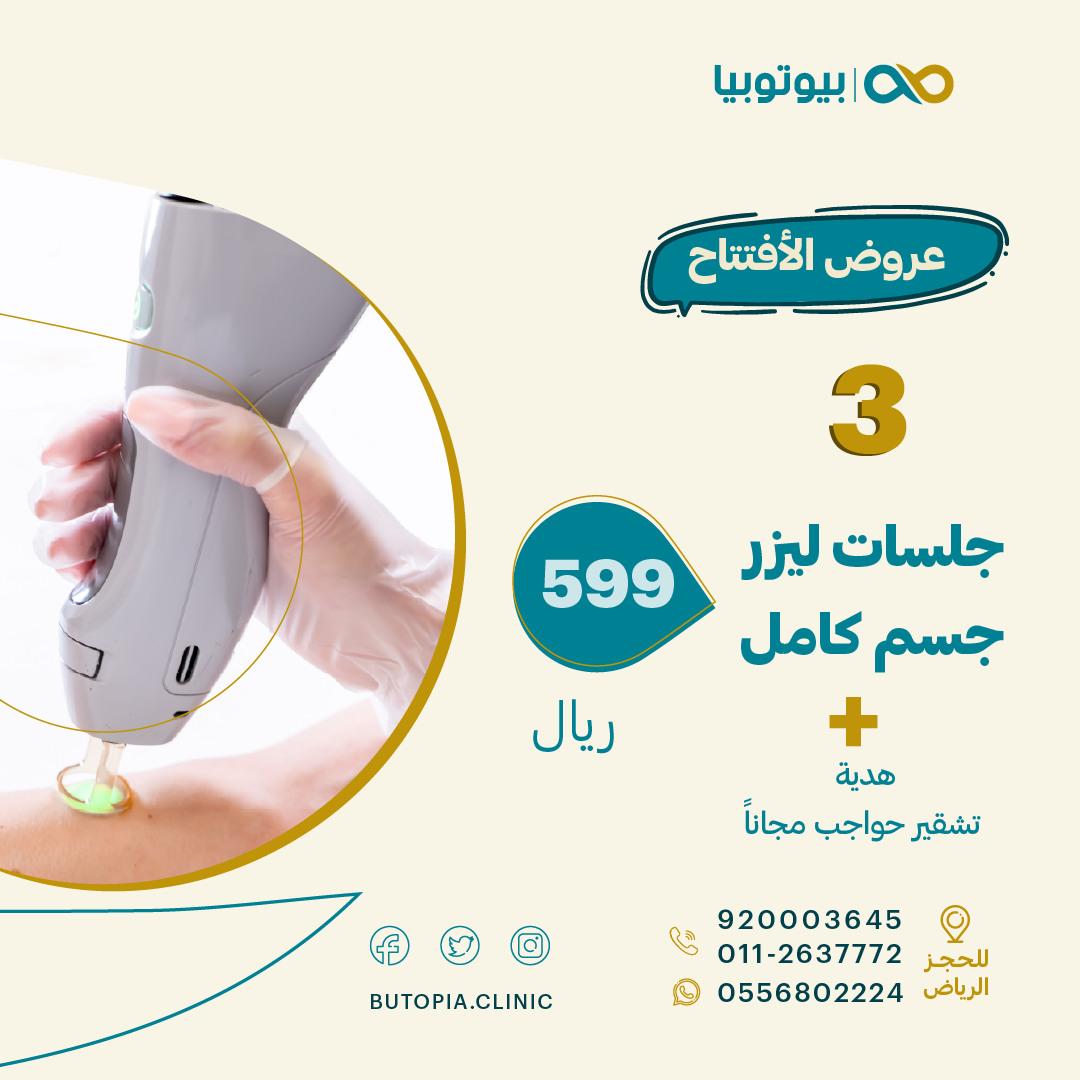 بيوتوبيا
عروض الأفتتاح
3
جلسات ليزر
جسم كامل
599
ريال
+
هدية
تشقير حواجب مجاناً
للحجز
الرياض
920003645
011-2637772
0556802224
BUTOPIA.CLINIC